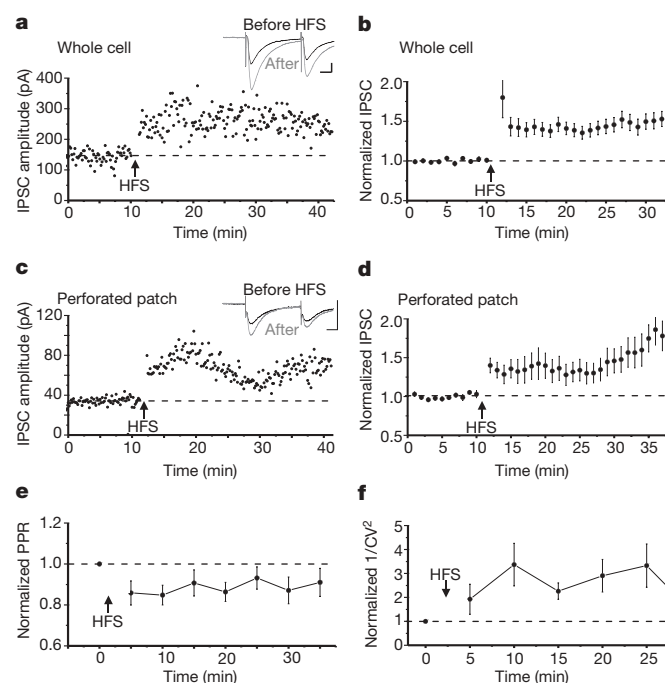 a
Whole cell
Before HFS
After
IPSC amplitude (pA)
400
300
200
100
0
HFS
0 10 20 30 40
Time (min)
b
Whole cell
Normalized IPSC
2.0
1.5
1.0
0.5
HFS
0 5 10 15 20 25 30
Time (min)
c
Perforated patch
Before HFS
After
IPSC amplitude (pA)
120
80
40
0
HFS
0 10 20 30 40
Time (min)
d
Perforated patch
Normalized IPSC
2.0
1.5
1.0
0.5
HFS
0 5 10 15 20 25 30 35
Time (min)
e
Normalized PPR
1.2
1.0
0.8
0.6
HFS
0 10 20 30
Time (min)
f
Normalized 1/CV²
5
4
3
2
1
0
HFS
0 5 10 15 20 25
Time (min)